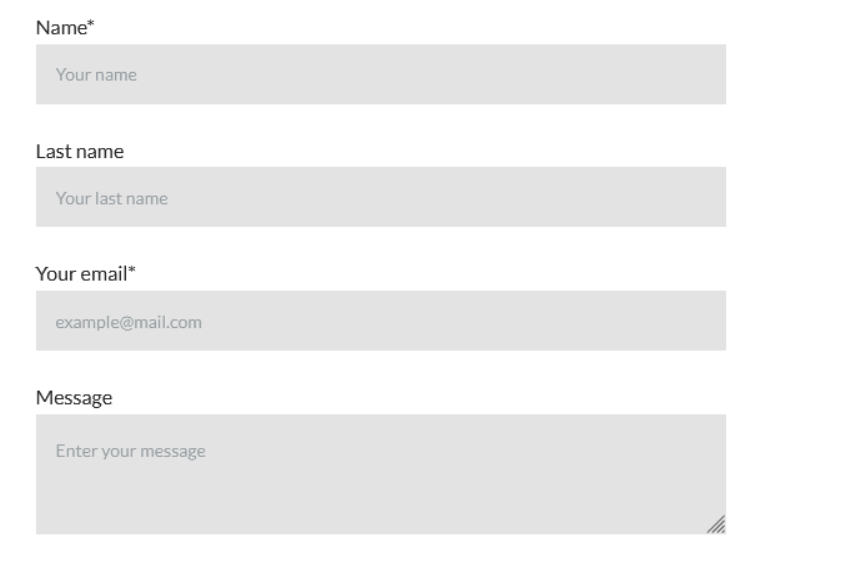 Name*
Your name
Last name
Your last name
Your email*
example@mail.com
Message
Enter your message